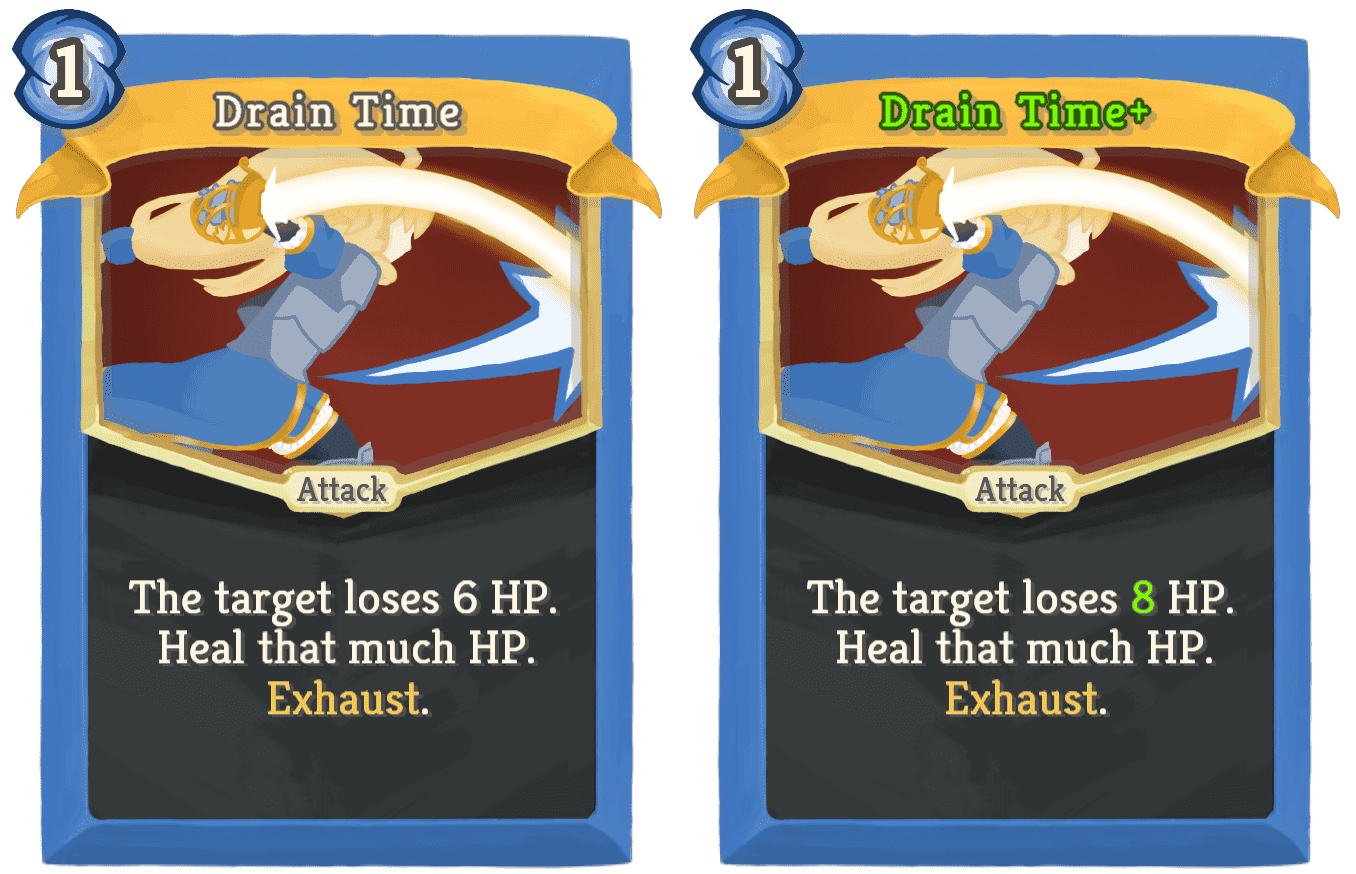 1
Drain Time
Attack
The target loses 6 HP.
Heal that much HP.
Exhaust.
1
Drain Time+
Attack
The target loses 8 HP.
Heal that much HP.
Exhaust.